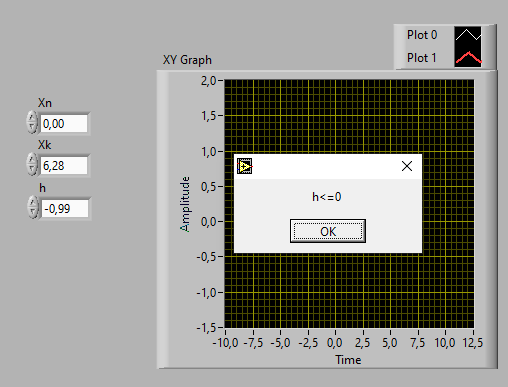 Plot 0
Plot 1
XY Graph
Xn
0,00
Xk
6,28
h
-0,99
2,0
1,5
1,0
0,5
0,0
-0,5
-1,0
-1,5
Amplitude
h<=0
OK
-10,0 -7,5 -5,0 -2,5 0,0 2,5 5,0 7,5 10,0 12,5
Time